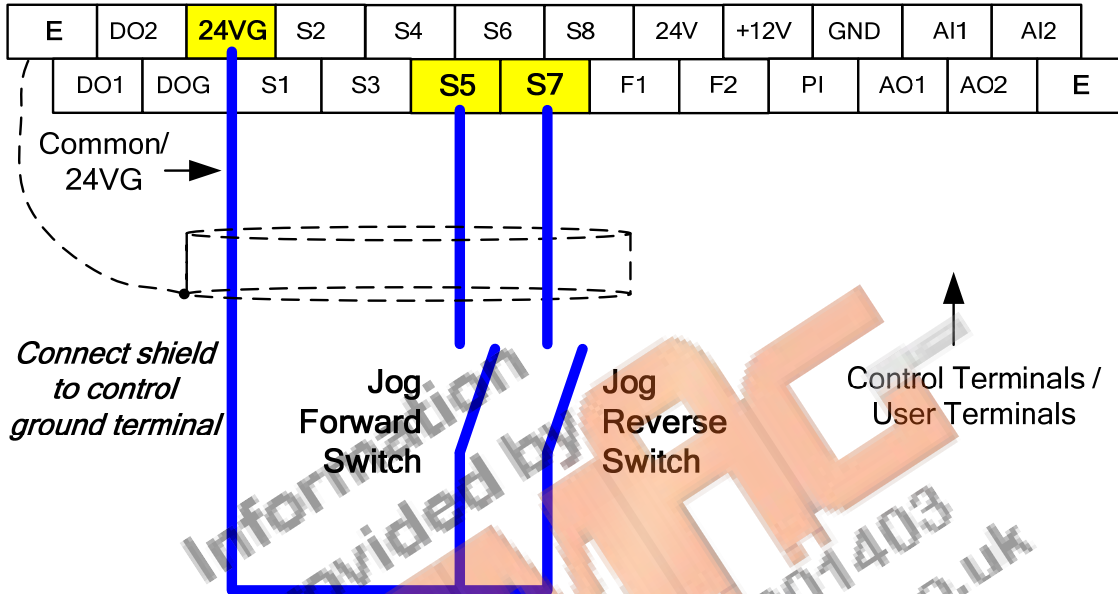 E DO2 24VG S2 S4 S6 S8 24V +12V GND AI1 AI2
DO1 DOG S1 S3 S5 S7 F1 F2 PI AO1 AO2 E
Common/
24VG
Connect shield
to control
ground terminal
Jog
Forward
Switch
Jog
Reverse
Switch
Control Terminals /
User Terminals
Information
provided by